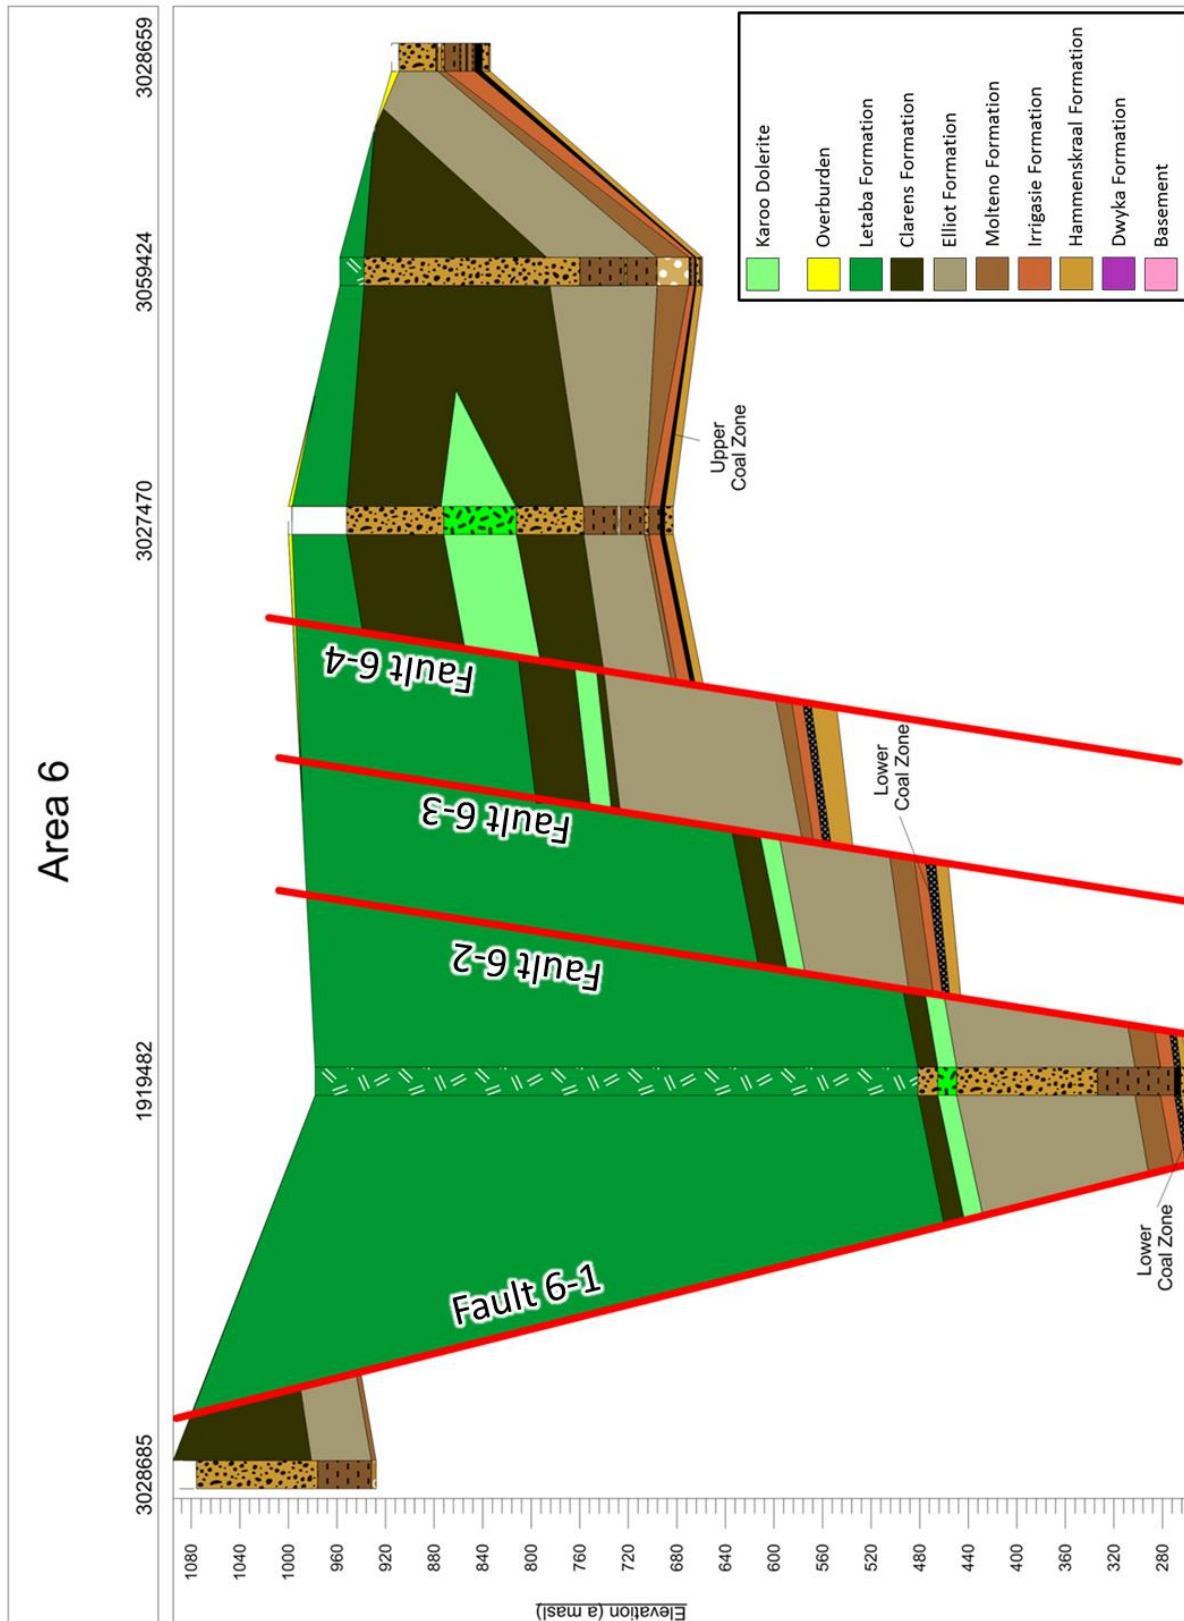 Area 6
3028685
1919482
3027470
3059424
3028659
Elevation (a masl)
1080
1040
1000
960
920
880
840
800
760
720
680
640
600
560
520
480
440
400
360
320
280
Fault 6-1
Fault 6-2
Fault 6-3
Fault 6-4
Lower
Coal Zone
Lower
Coal Zone
Upper
Coal Zone
Karoo Dolerite
Overburden
Letaba Formation
Clarens Formation
Elliot Formation
Molteno Formation
Irrigasie Formation
Hammenskraal Formation
Dwyka Formation
Basement